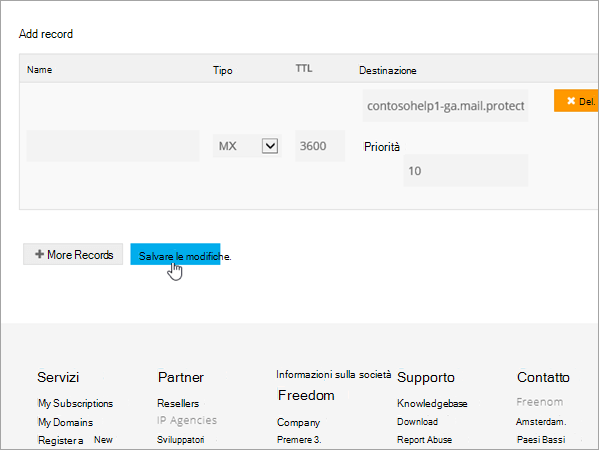 Add record
Name Tipo TTL Destinazione
contosohelp1-ga.mail.protect
Del.
MX 3600 Priorità
10
More Records Salvare le modifiche.
Servizi
My Subscriptions
My Domains
Register a New
Partner
Resellers
IP Agencies
Sviluppatori
Informazioni sulla società
Freedom
Company
Premere 3.
Supporto
Knowledgebase
Download
Report Abuse
Contatto
Freenom
Amsterdam.
Paesi Bassi